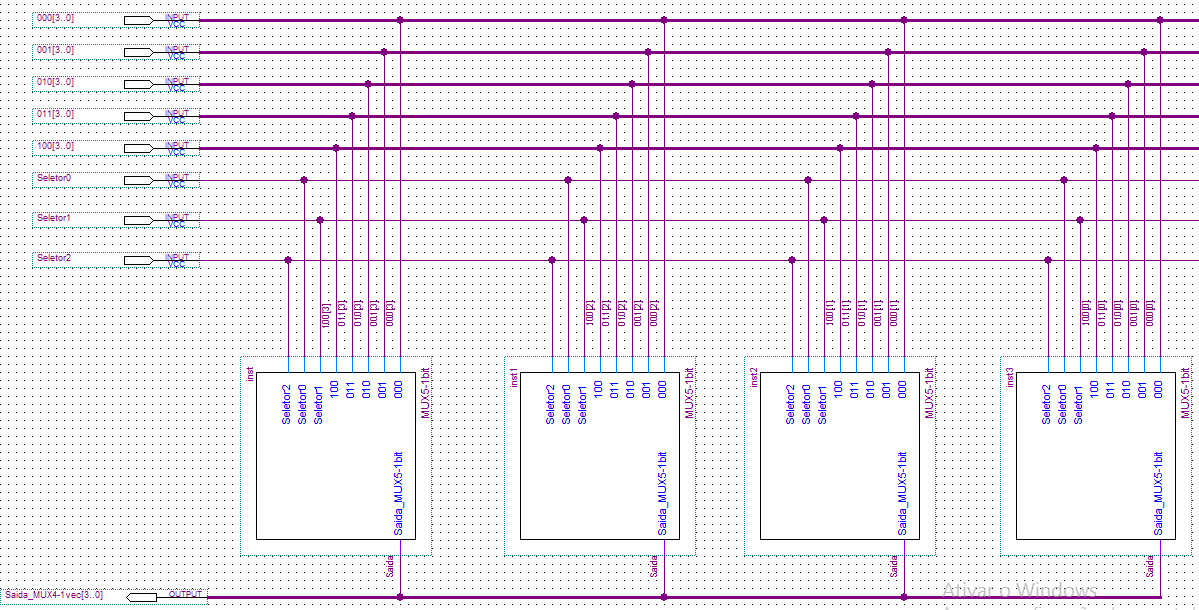 000[3..0]
INPUT
VCC
001[3..0]
INPUT
VCC
010[3..0]
INPUT
VCC
011[3..0]
INPUT
VCC
100[3..0]
INPUT
VCC
Seletor0
INPUT
VCC
Seletor1
INPUT
VCC
Seletor2
INPUT
VCC
100[3]
011[3]
010[3]
001[3]
000[3]
100[2]
011[2]
010[2]
001[2]
000[2]
100[1]
011[1]
010[1]
001[1]
000[1]
100[0]
011[0]
010[0]
001[0]
000[0]
inst
Seletor2
Seletor0
Seletor1
100
011
010
001
000
MUX5-1bit
Saida_MUX5-1bit
Saida
inst1
Seletor2
Seletor0
Seletor1
100
011
010
001
000
MUX5-1bit
Saida_MUX5-1bit
Saida
inst2
Seletor2
Seletor0
Seletor1
100
011
010
001
000
MUX5-1bit
Saida_MUX5-1bit
Saida
inst3
Seletor2
Seletor0
Seletor1
100
011
010
001
000
MUX5-1bit
Saida_MUX5-1bit
Saida
Saida_MUX4-1vec[3..0]
OUTPUT
Ativar o Windows